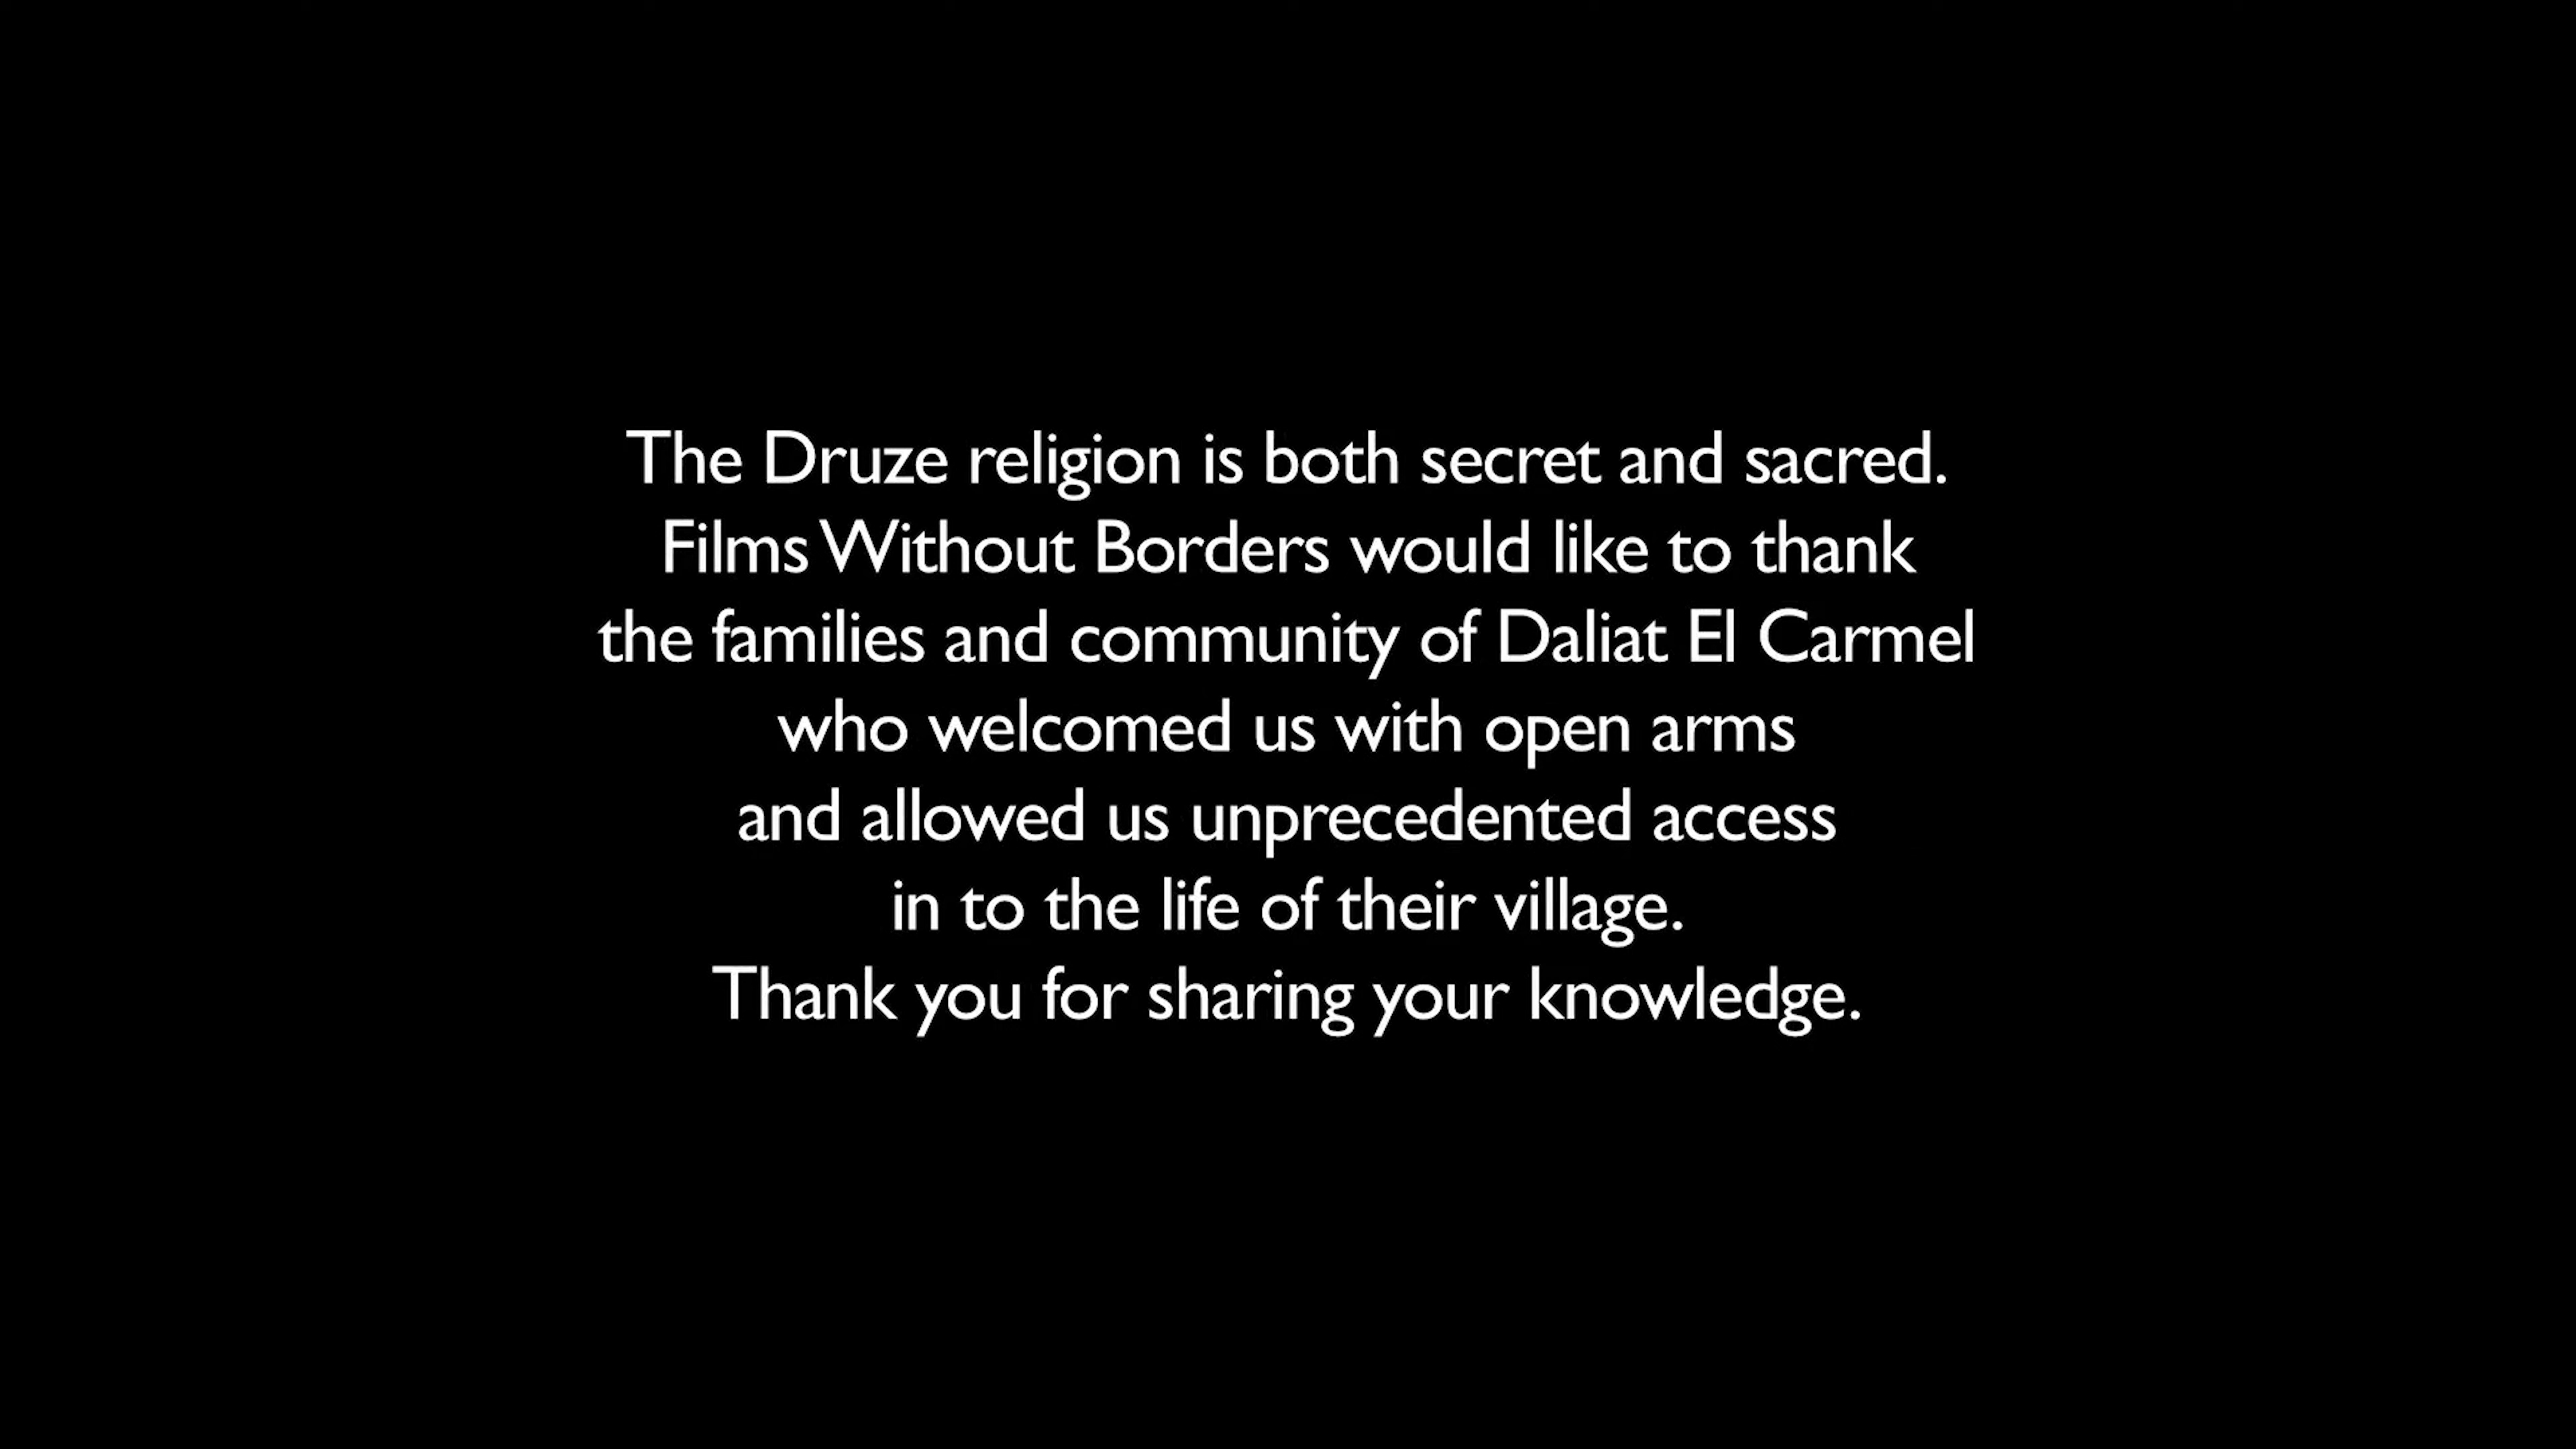 The Druze religion is both secret and sacred.
Films Without Borders would like to thank
the families and community of Daliat El Carmel
who welcomed us with open arms
and allowed us unprecedented access
in to the life of their village.
Thank you for sharing your knowledge.